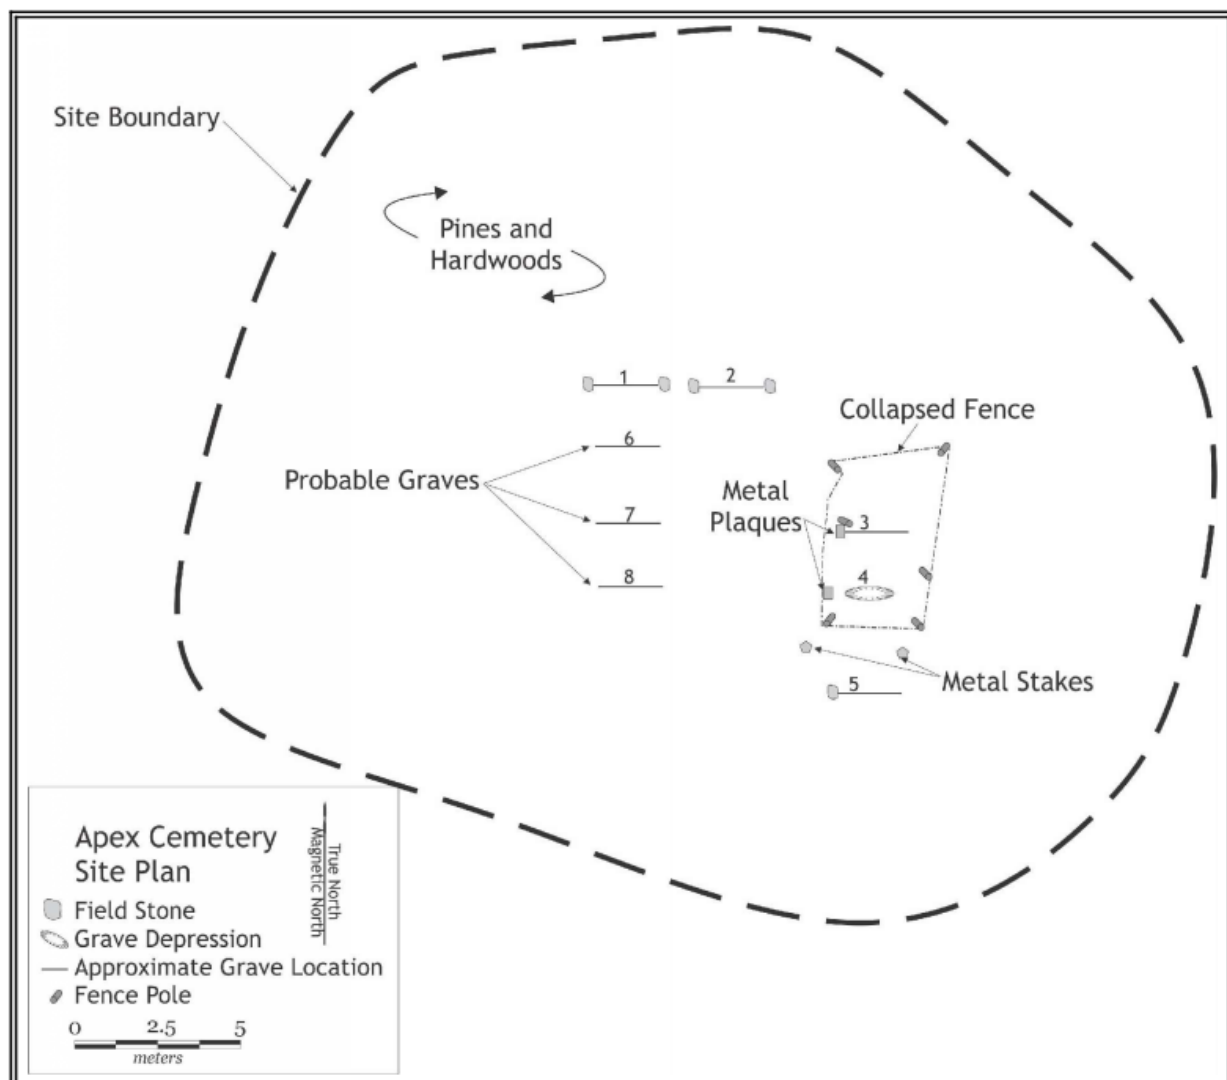 Site Boundary
Pines and
Hardwoods
1
2
Collapsed Fence
6
Probable Graves
Metal
Plaques
7
3
8
4
5
Metal Stakes
Apex Cemetery
Site Plan
True North
Magnetic North
Field Stone
Grave Depression
Approximate Grave Location
Fence Pole
0 2.5 5
meters